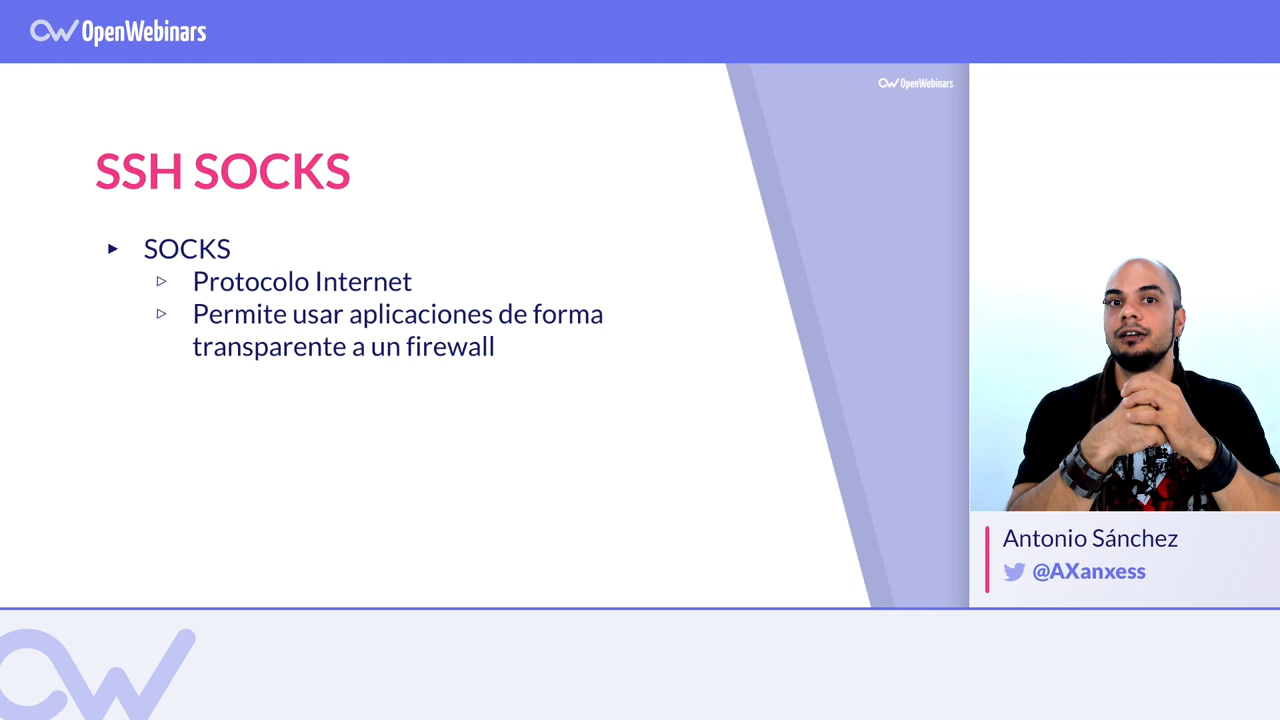 OpenWebinars
OpenWebinars
SSH SOCKS
SOCKS
Protocolo Internet
Permite usar aplicaciones de forma
transparente a un firewall
Antonio Sánchez
@AXanxess